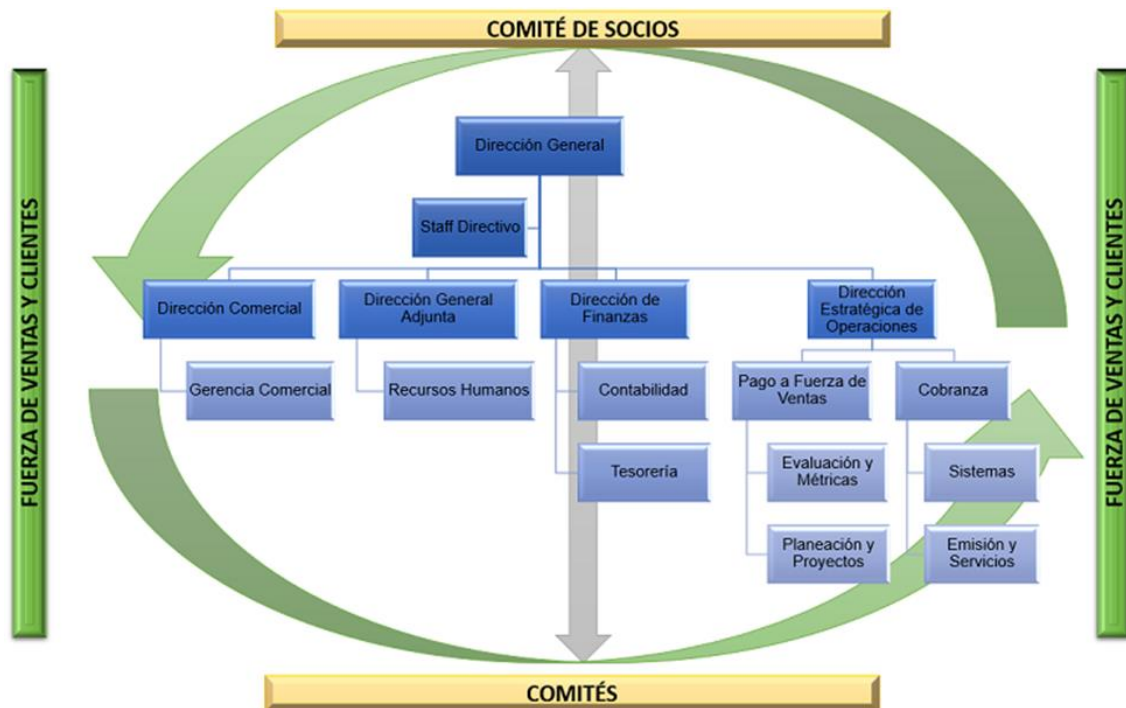 COMITÉ DE SOCIOS
FUERZA DE VENTAS Y CLIENTES
Dirección General
Staff Directivo
Dirección Comercial
Dirección General
Adjunta
Dirección de
Finanzas
Dirección
Estratégica de
Operaciones
Gerencia Comercial
Recursos Humanos
Contabilidad
Pago a Fuerza de
Ventas
Cobranza
Tesorería
Evaluación y
Métricas
Sistemas
Planeación y
Proyectos
Emisión y
Servicios
FUERZA DE VENTAS Y CLIENTES
COMITÉS